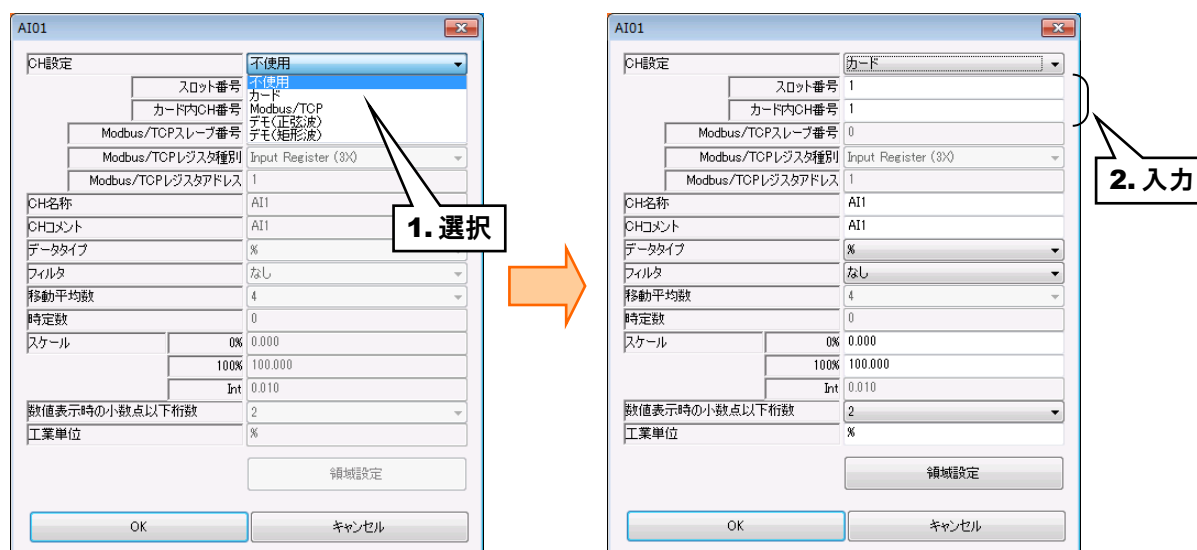 AI01
CH設定 不使用
スロット番号 不使用
カード
カード内CH番号 Modbus/TCP
デモ(正弦波)
Modbus/TCPスレーブ番号 デモ(矩形波)
Modbus/TCPレジスタ種別 Input Register (3X)
Modbus/TCPレジスタアドレス 1
CH名称 AI1
CHコメント AI1
データタイプ %
フィルタ なし
移動平均数 4
時定数 0
スケール 0% 0.000
100% 100.000
Int 0.010
数値表示時の小数点以下桁数 2
工業単位 %
領域設定
OK キャンセル
1. 選択
AI01
CH設定 カード
スロット番号 1
カード内CH番号 1
Modbus/TCPスレーブ番号 0
Modbus/TCPレジスタ種別 Input Register (3X)
Modbus/TCPレジスタアドレス 1
CH名称 AI1
CHコメント AI1
データタイプ %
フィルタ なし
移動平均数 4
時定数 0
スケール 0% 0.000
100% 100.000
Int 0.010
数値表示時の小数点以下桁数 2
工業単位 %
領域設定
OK キャンセル
2. 入力